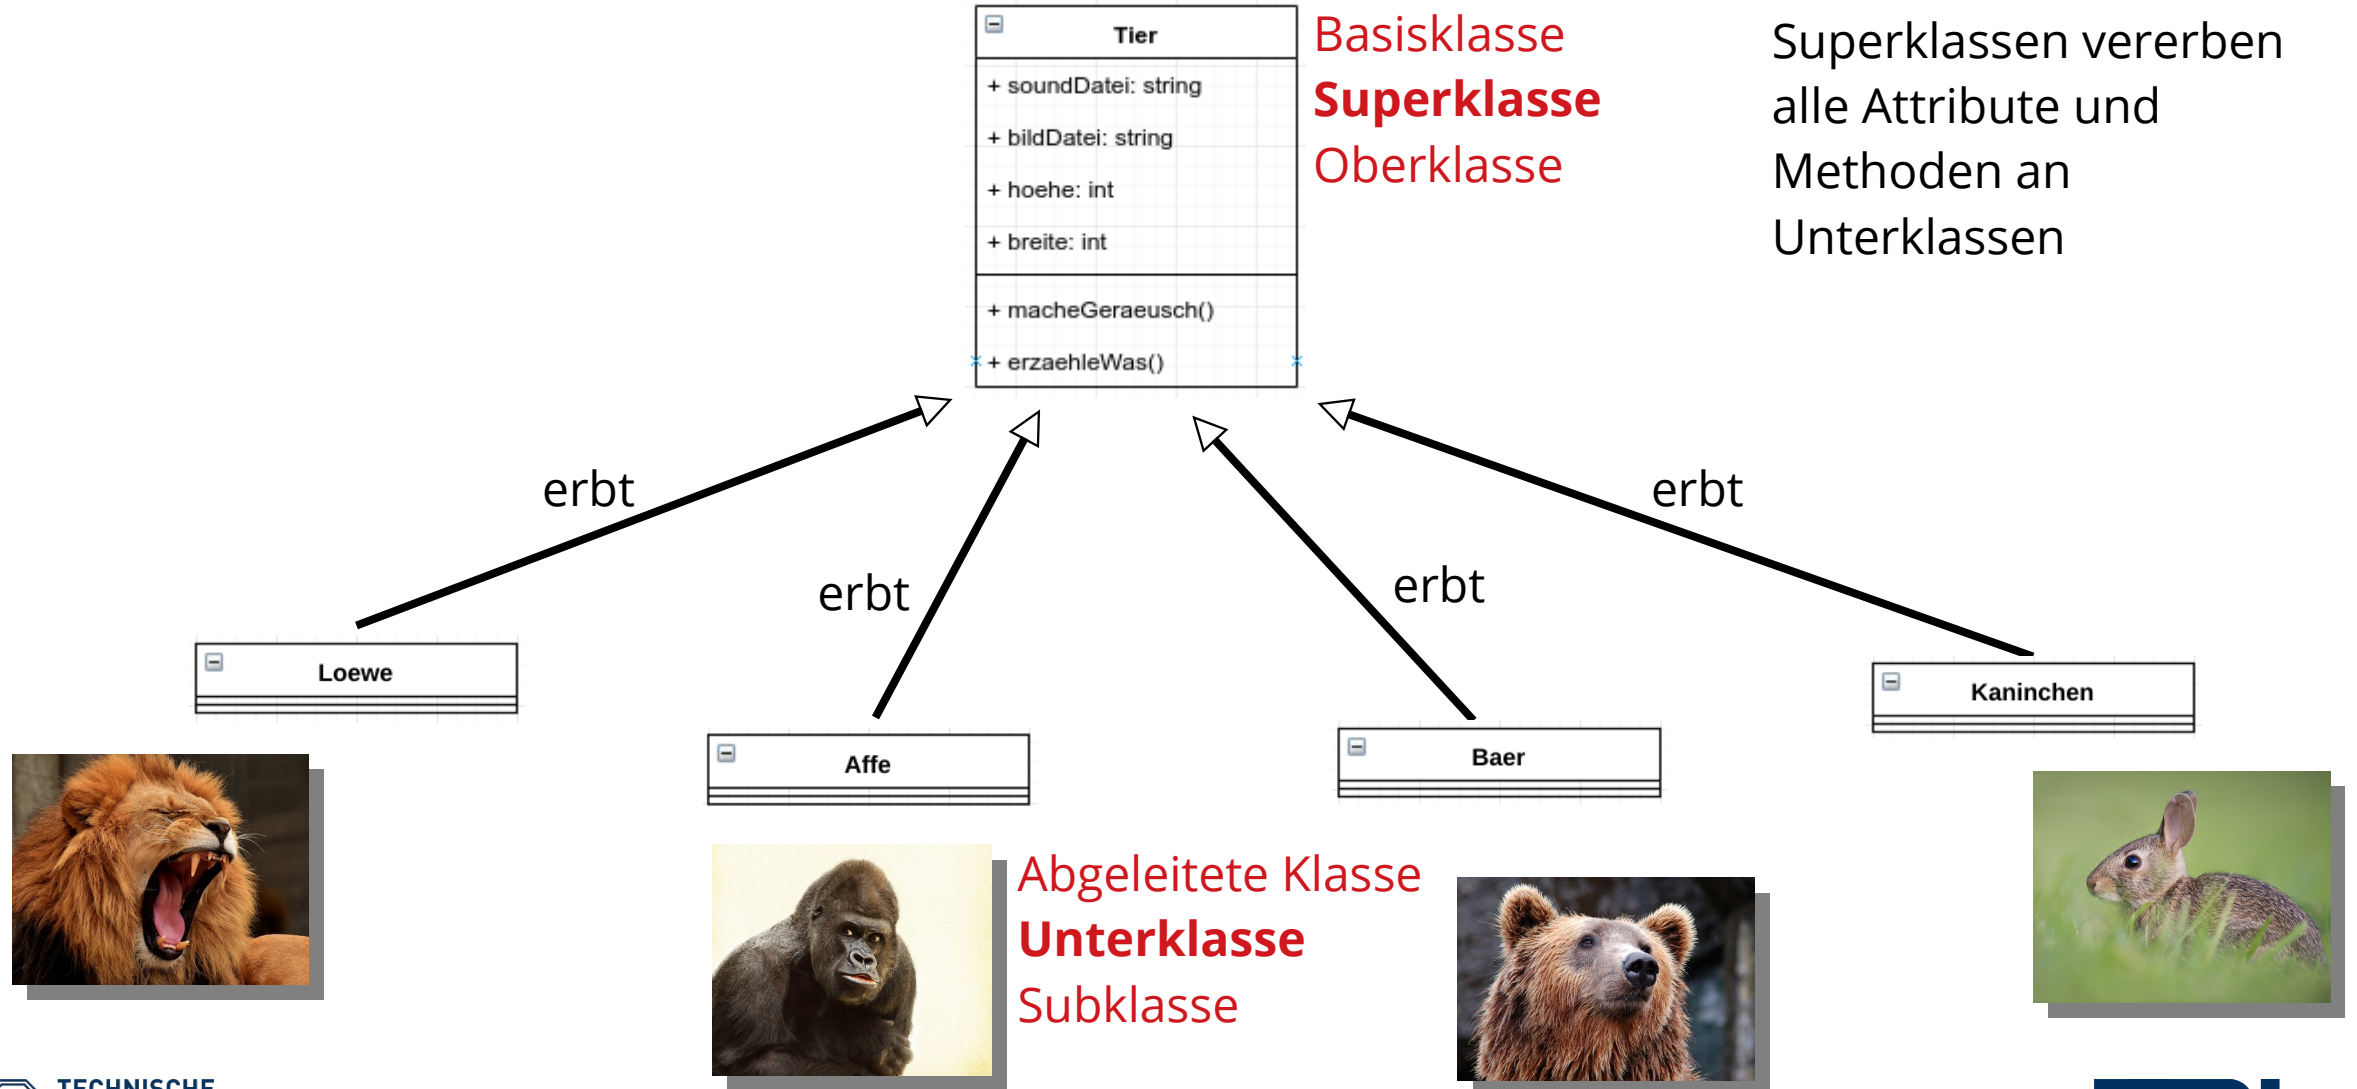 Tier
+ soundDatei: string
+ bildDatei: string
+ hoehe: int
+ breite: int
+ macheGeraeusch()
+ erzaehleWas()
Basisklasse
Superklasse
Oberklasse
Superklassen vererben
alle Attribute und
Methoden an
Unterklassen
erbt
erbt
erbt
erbt
Loewe
Affe
Baer
Kaninchen
Abgeleitete Klasse
Unterklasse
Subklasse
TECHNISCHE